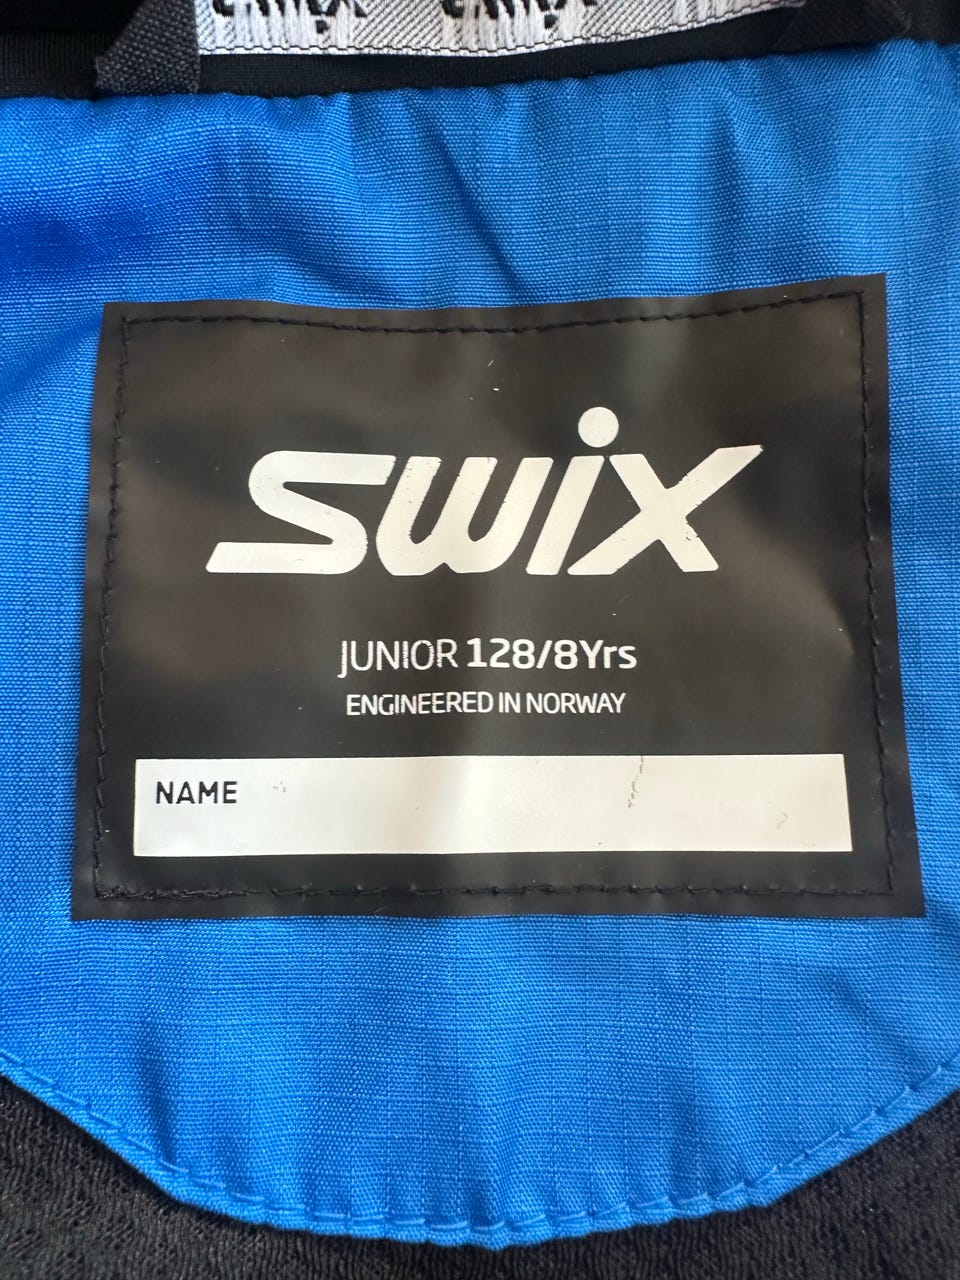 swix
JUNIOR 128/8Yrs
ENGINEERED IN NORWAY
NAME